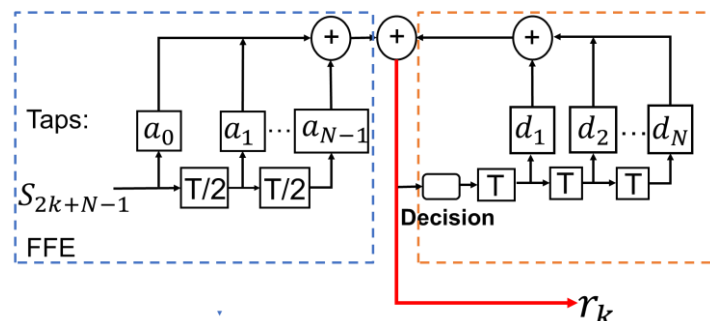 + + +
Taps: a_0 a_1 ... a_{N-1} d_1 d_2 ... d_N
S_{2k+N-1} T/2 T/2 T T T
Decision
FFE
r_k